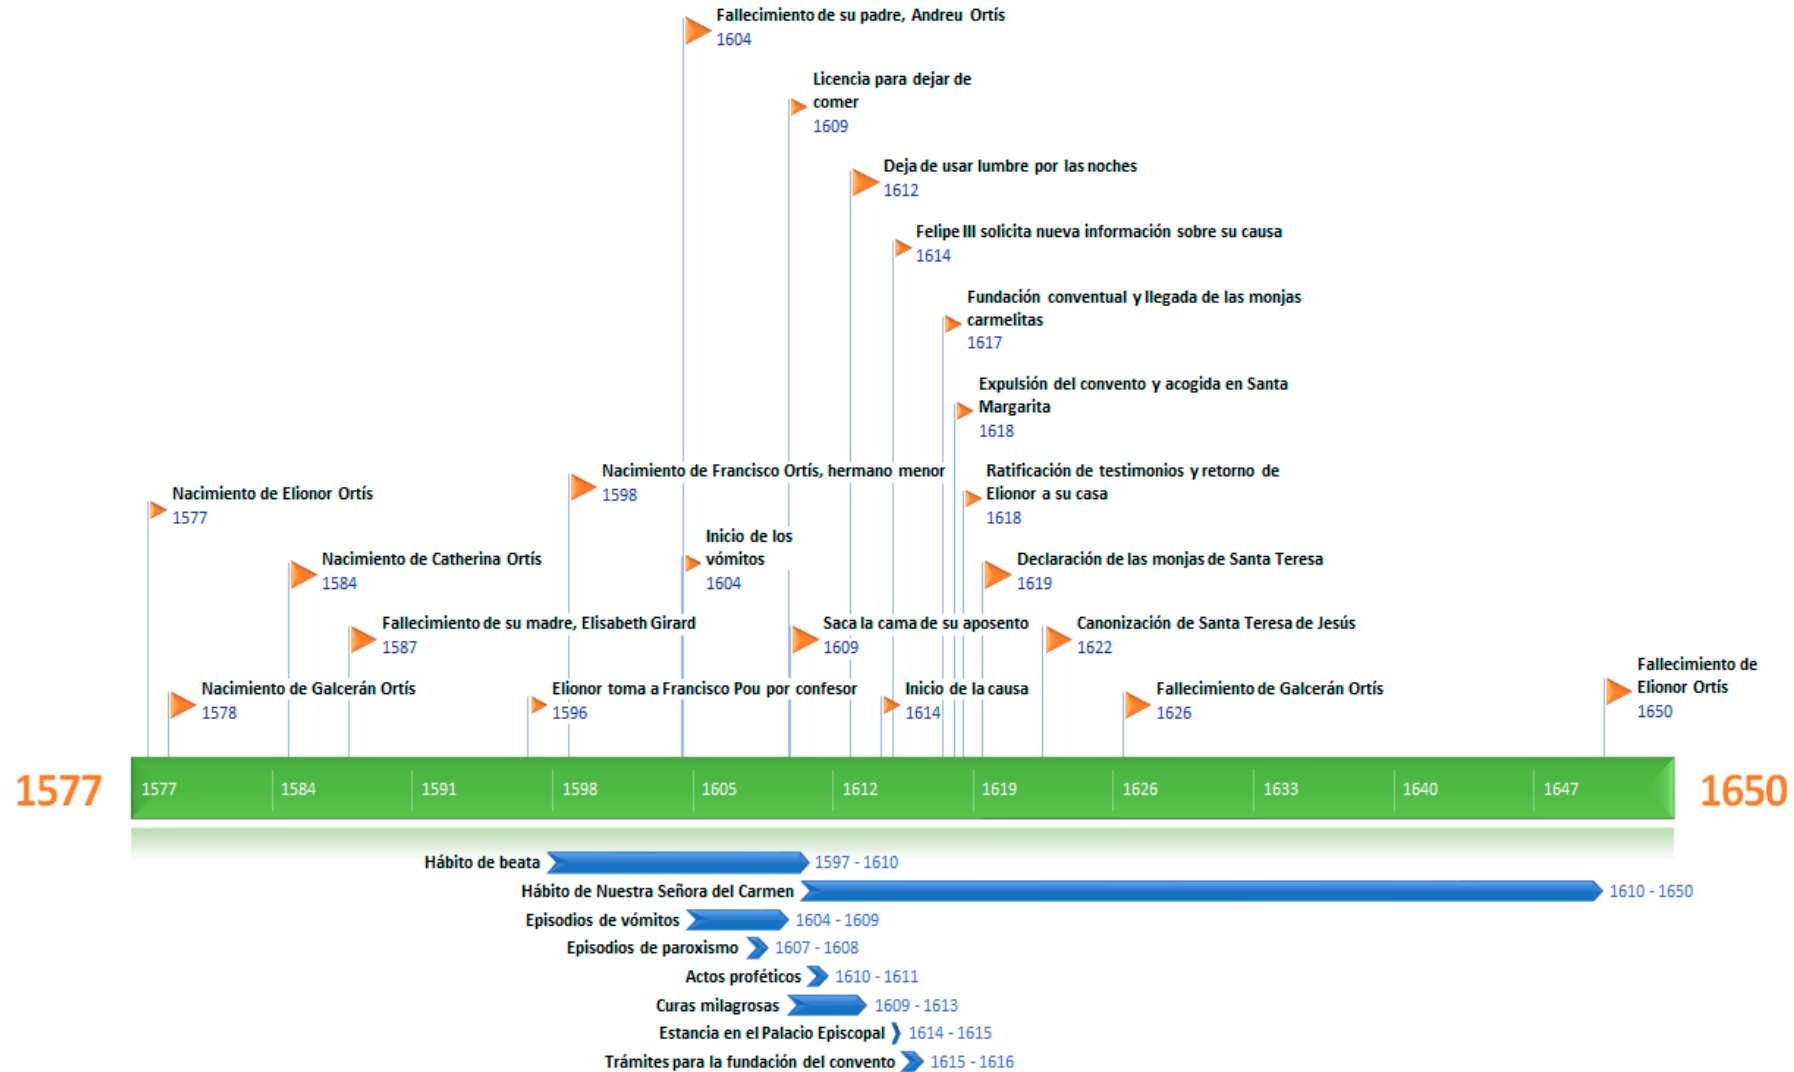 Fallecimiento de su padre, Andreu Ortís
1604
Licencia para dejar de
comer
1609
Deja de usar lumbre por las noches
1612
Felipe III solicita nueva información sobre su causa
1614
Fundación conventual y llegada de las monjas
carmelitas
1617
Expulsión del convento y acogida en Santa
Margarita
1618
Nacimiento de Francisco Ortís, hermano menor
1598
Ratificación de testimonios y retorno de
Elionor a su casa
1618
Nacimiento de Elionor Ortís
1577
Inicio de los
vómitos
1604
Nacimiento de Catherina Ortís
1584
Declaración de las monjas de Santa Teresa
1619
Fallecimiento de su madre, Elisabeth Girard
1587
Saca la cama de su aposento
1609
Canonización de Santa Teresa de Jesús
1622
Nacimiento de Galcerán Ortís
1578
Elionor toma a Francisco Pou por confesor
1596
Inicio de la causa
1614
Fallecimiento de Galcerán Ortís
1626
Fallecimiento de
Elionor Ortís
1650
1577
1577 1584 1591 1598 1605 1612 1619 1626 1633 1640 1647
1650
Hábito de beata 1597 - 1610
Hábito de Nuestra Señora del Carmen 1610 - 1650
Episodios de vómitos 1604 - 1609
Episodios de paroxismo 1607 - 1608
Actos proféticos 1610 - 1611
Curas milagrosas 1609 - 1613
Estancia en el Palacio Episcopal 1614 - 1615
Trámites para la fundación del convento 1615 - 1616